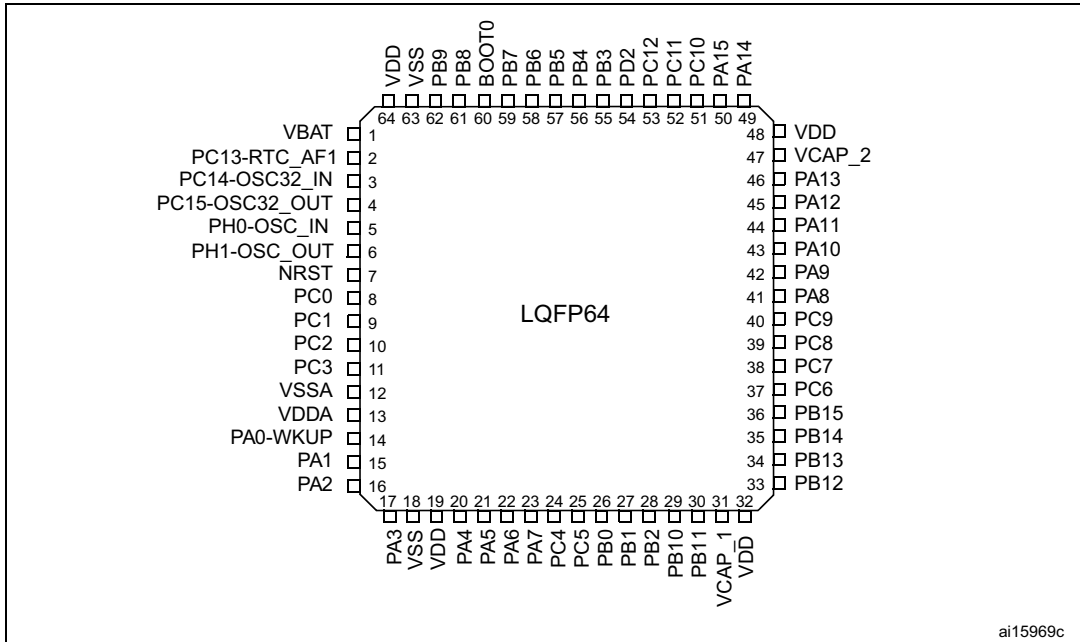 VDD VSS PB9 PB8 BOOT0 PB7 PB6 PB5 PB4 PB3 PD2 PC12 PC11 PC10 PA15 PA14
64 63 62 61 60 59 58 57 56 55 54 53 52 51 50 49
VBAT 1
PC13-RTC_AF1 2
PC14-OSC32_IN 3
PC15-OSC32_OUT 4
PH0-OSC_IN 5
PH1-OSC_OUT 6
NRST 7
PC0 8
PC1 9
PC2 10
PC3 11
VSSA 12
VDDA 13
PA0-WKUP 14
PA1 15
PA2 16
LQFP64
48 VDD
47 VCAP_2
46 PA13
45 PA12
44 PA11
43 PA10
42 PA9
41 PA8
40 PC9
39 PC8
38 PC7
37 PC6
36 PB15
35 PB14
34 PB13
33 PB12
17 18 19 20 21 22 23 24 25 26 27 28 29 30 31 32
PA3 VSS VDD PA4 PA5 PA6 PA7 PC4 PC5 PB0 PB1 PB2 PB10 PB11 VCAP_1 VDD
ai15969c